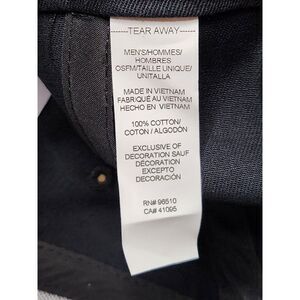 ------TEAR AWAY------
MEN'S/HOMMES/
HOMBRES
OSFM/TAILLE UNIQUE/
UNITALLA
MADE IN VIETNAM
FABRIQUÉ AU VIETNAM
HECHO EN VIETNAM
100% COTTON/
COTON / ALGODÓN
EXCLUSIVE OF
DECORATION SAUF
DÉCORATION
EXCEPTO
DECORACIÓN
RN# 96510
CA# 41095